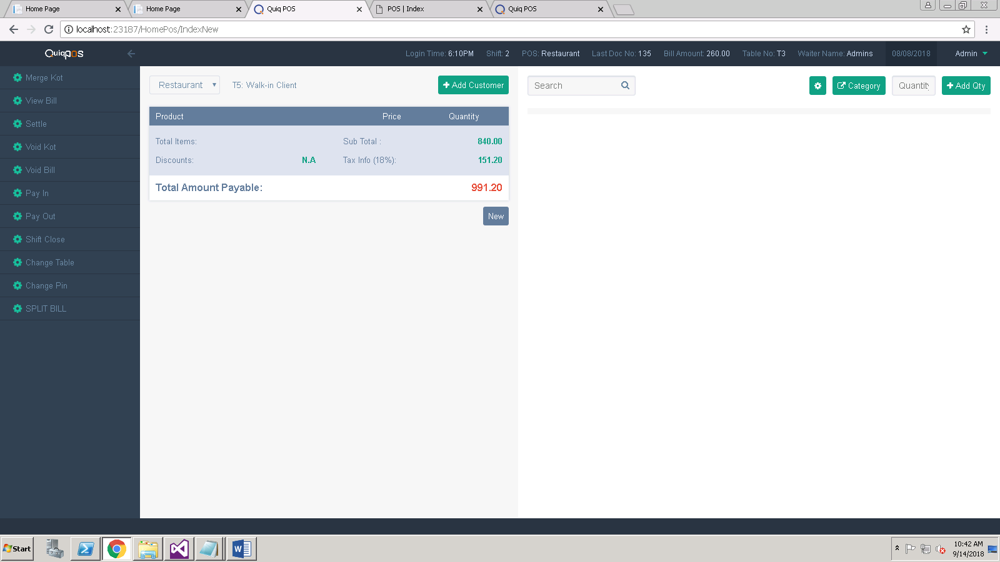 Home Page
Home Page
Quiq POS
POS | Index
Quiq POS
localhost:23187/HomePos/IndexNew
QuiqPOS
Login Time: 6:10PM Shift: 2 POS: Restaurant Last Doc No: 135 Bill Amount: 260.00 Table No: T3 Waiter Name: Admins 08/08/2018 Admin
Merge Kot
View Bill
Settle
Void Kot
Void Bill
Pay In
Pay Out
Shift Close
Change Table
Change Pin
SPLIT BILL
Restaurant T5: Walk-in Client Add Customer
Product Price Quantity
Total Items: Sub Total : 840.00
Discounts: N.A Tax Info (18%): 151.20
Total Amount Payable: 991.20
New
Search Category Quantity Add Qty
Start
10:42 AM
9/14/2018